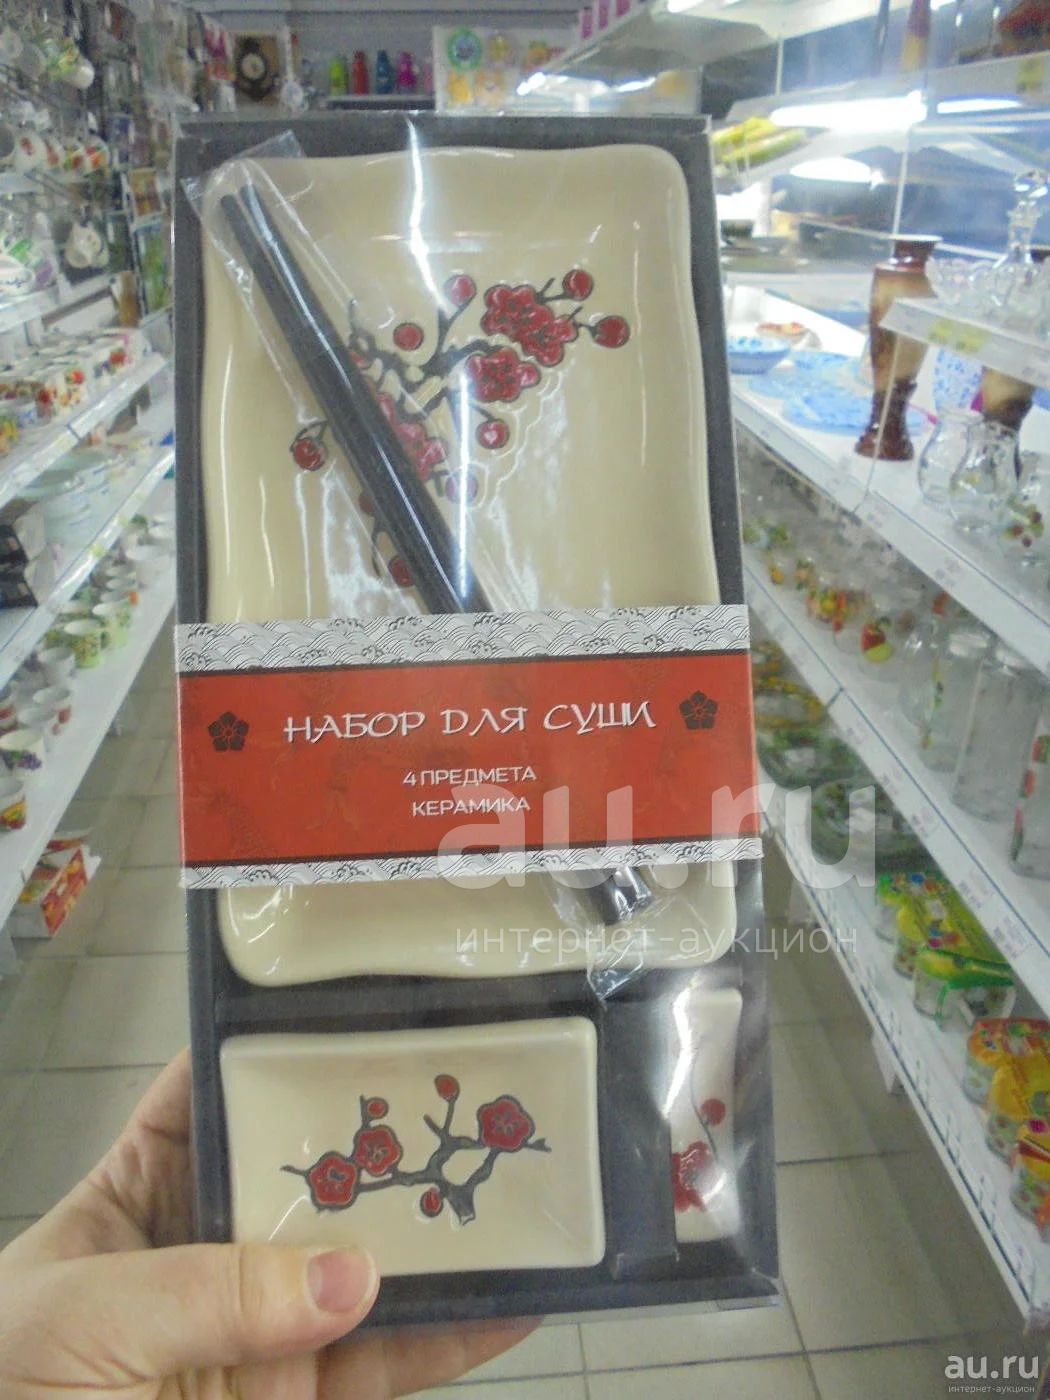 НАБОР ДЛЯ СУШИ
4 ПРЕДМЕТА
КЕРАМИКА
au.ru
интернет-аукцион
au.ru
интернет-аукцион